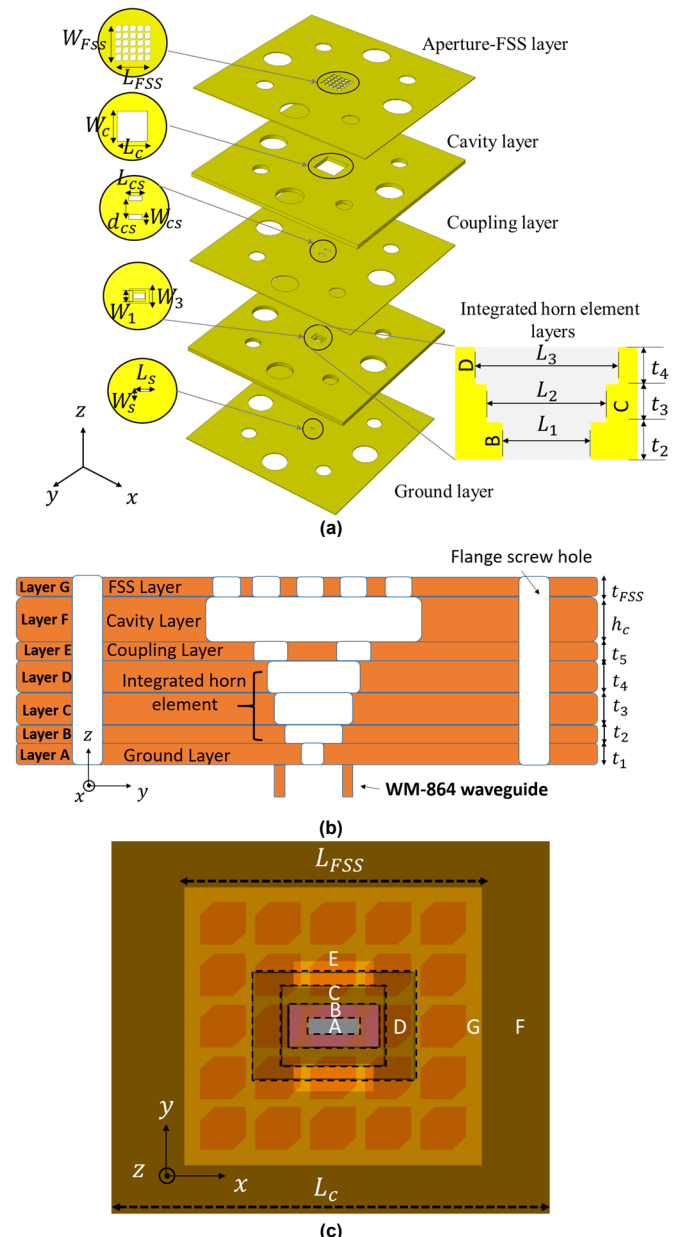 W_FSS
L_FSS
Aperture-FSS layer
W_c
L_c
Cavity layer
L_cs
d_cs
W_cs
Coupling layer
W_1
W_3
Integrated horn element
layers
D
L_3
t_4
L_2
C
t_3
B
L_1
t_2
L_s
W_s
z
y
x
Ground layer
(a)
Flange screw hole
Layer G
FSS Layer
t_FSS
Layer F
Cavity Layer
h_c
Layer E
Coupling Layer
t_5
Layer D
Integrated horn
element
t_4
Layer C
t_3
Layer B
t_2
Layer A
Ground Layer
t_1
z
x
y
WM-864 waveguide
(b)
L_FSS
E
C
B
A
D
G
F
y
z
x
L_c
(c)